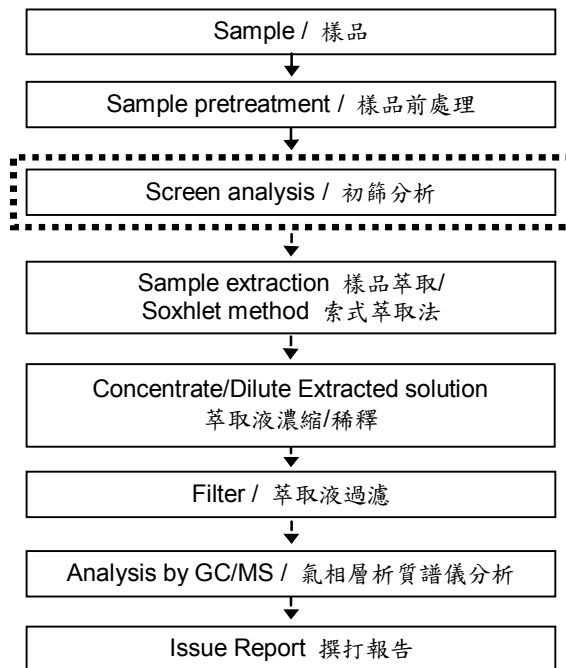 Sample / 樣品
Sample pretreatment / 樣品前處理
Screen analysis / 初篩分析
Sample extraction 樣品萃取/
Soxhlet method 索式萃取法
Concentrate/Dilute Extracted solution
萃取液濃縮/稀釋
Filter / 萃取液過濾
Analysis by GC/MS / 氣相層析質譜儀分析
Issue Report 撰打報告